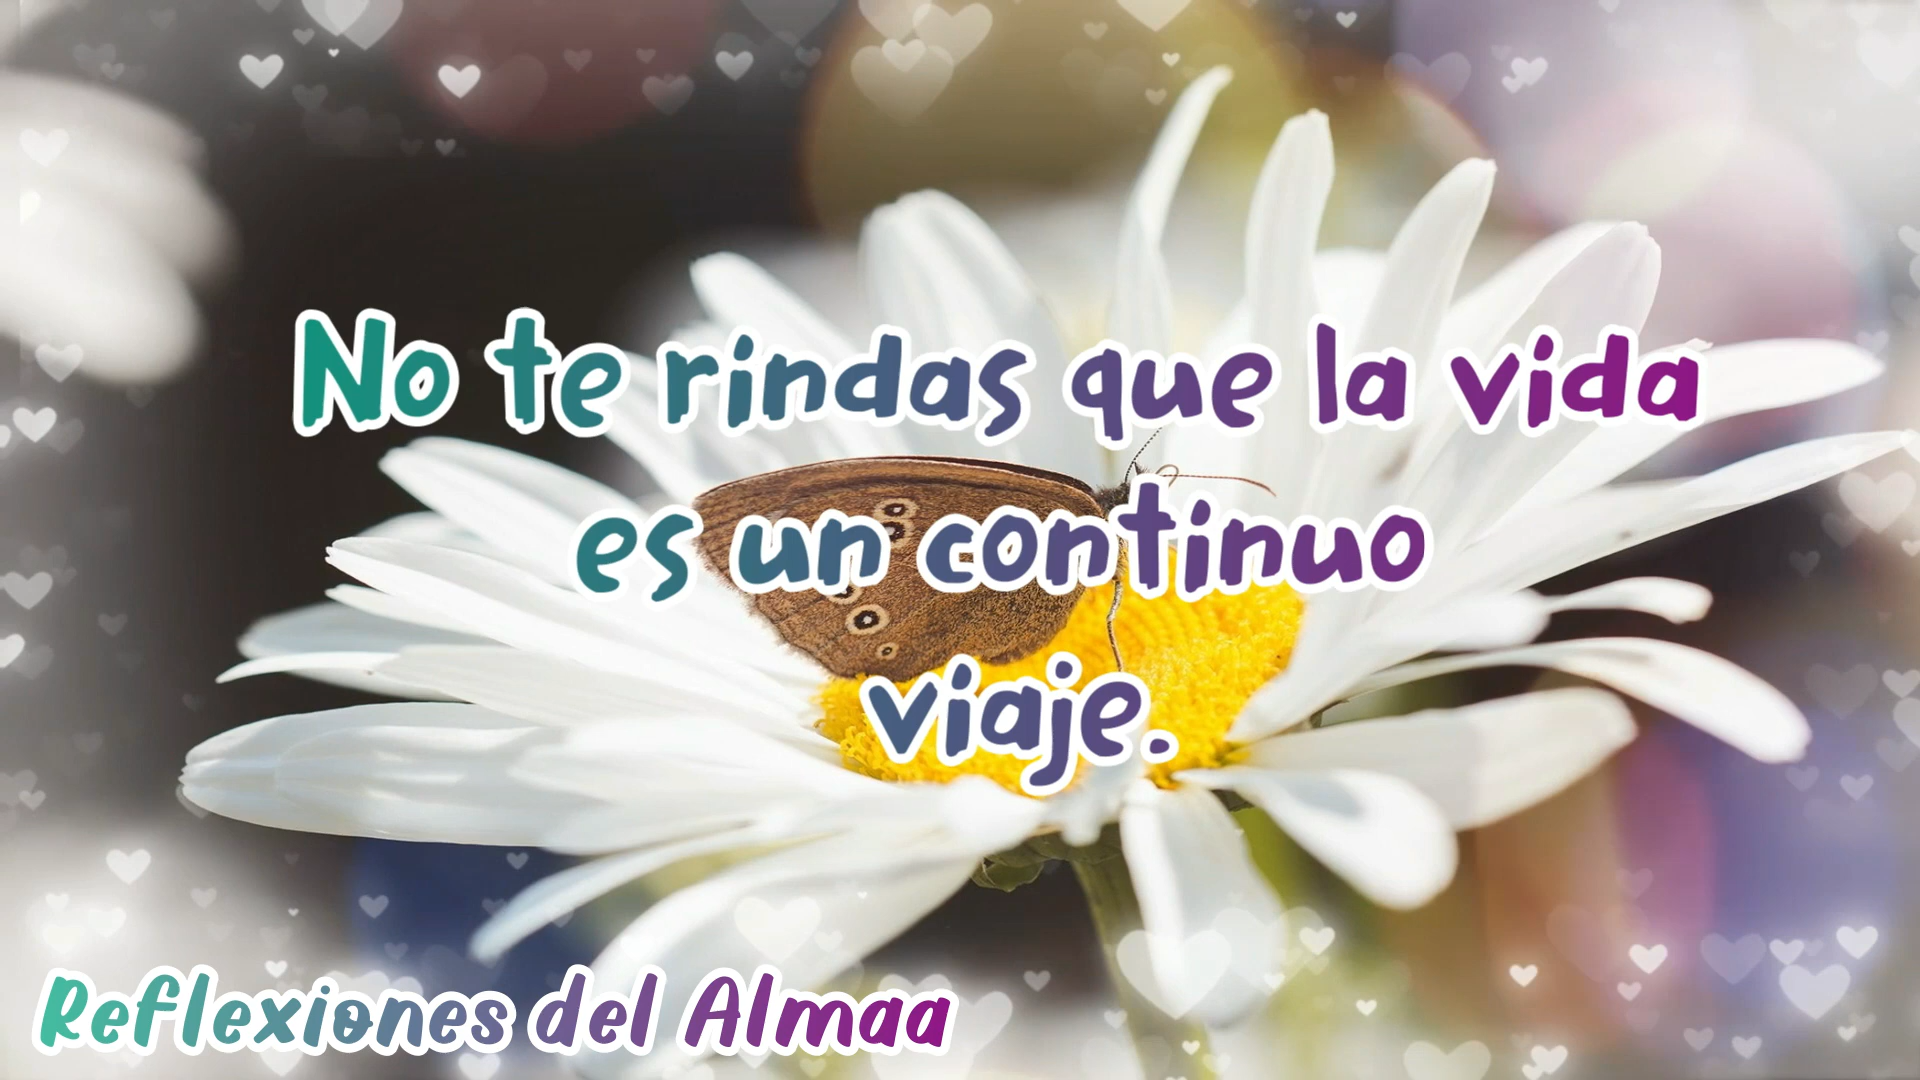 No te rindas que la vida
es un continuo
viaje.
Reflexiones del Almaa